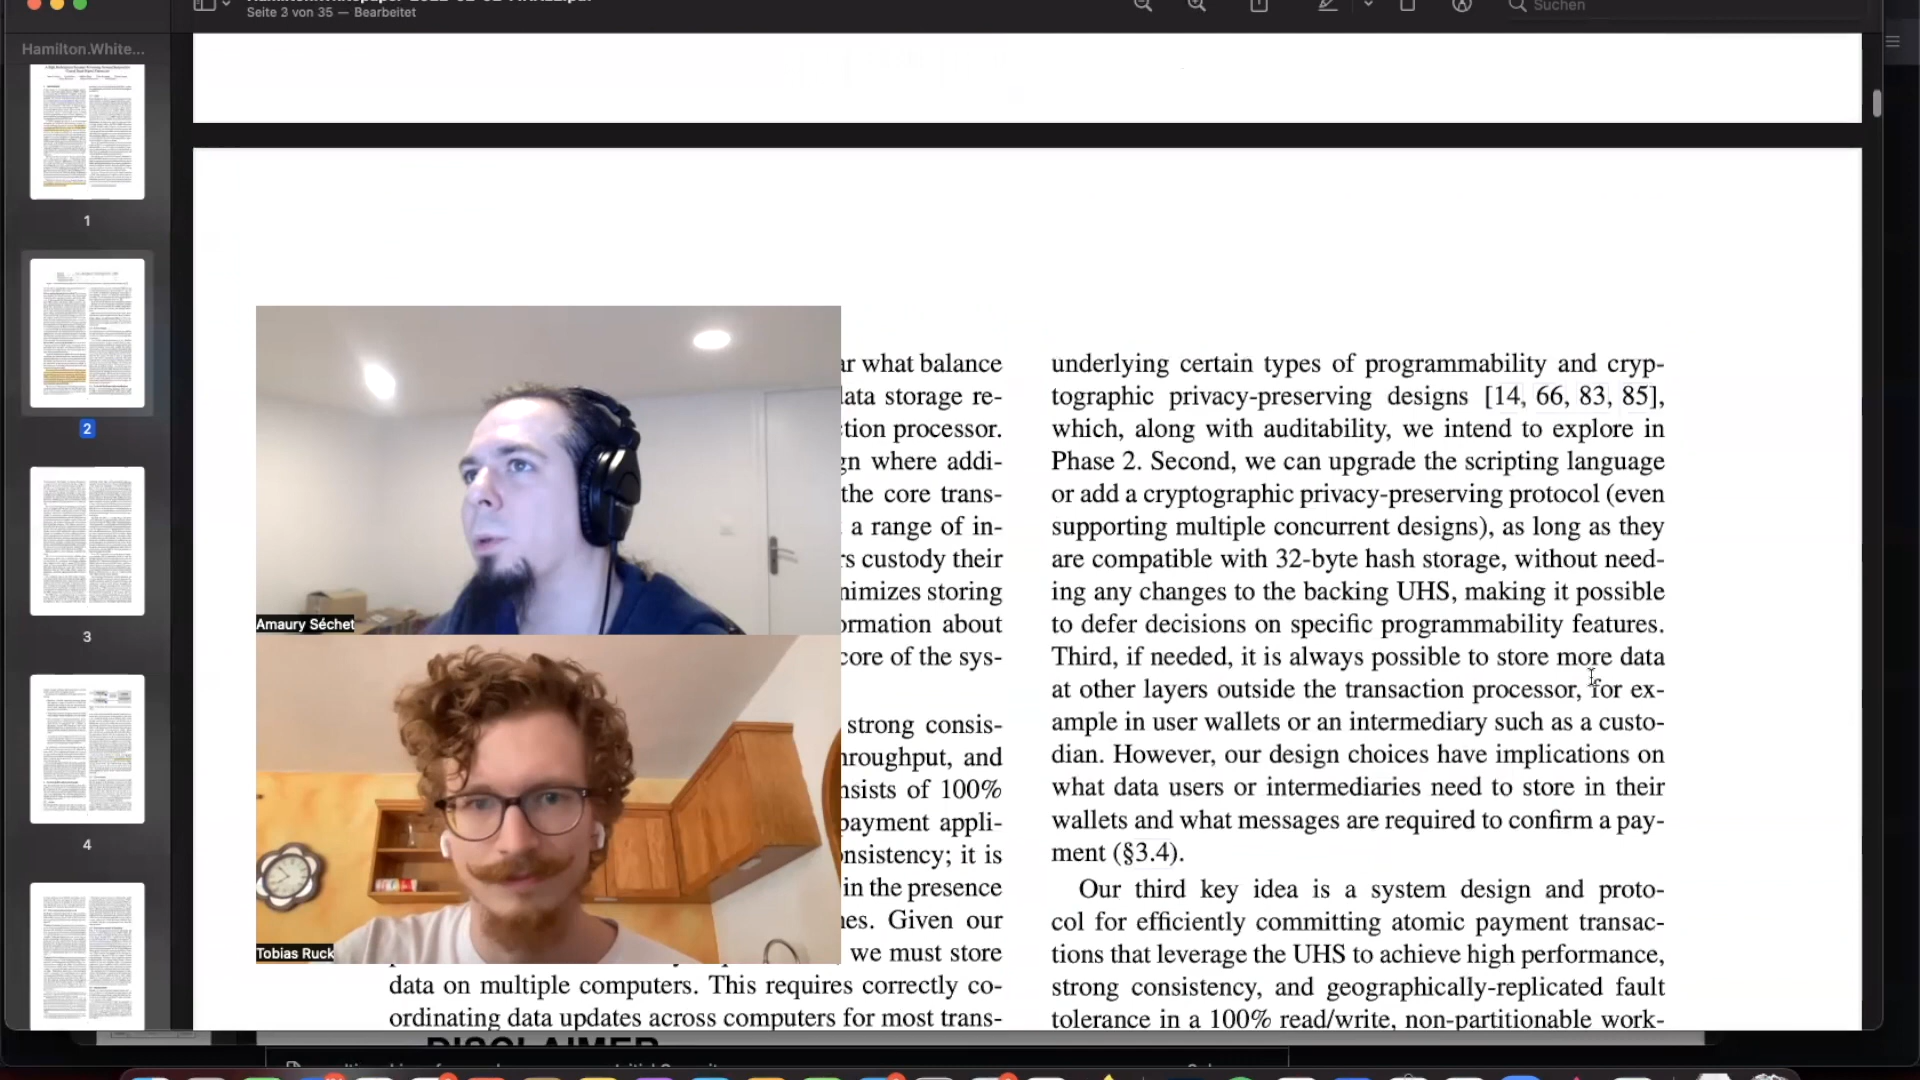 Seite 3 von 35 — Bearbeitet
Suchen
Hamilton.White...
1
2
3
4
Amaury Séchet
Tobias Ruck
what balance
data storage re-
tion processor.
where addi-
the core trans-
a range of in-
custody their
storing
about
core of the sys-
strong consis-
and
of 100%
payment appli-
it is
in the presence
Given our
we must store
data on multiple computers. This requires correctly co-
ordinating data updates across computers for most trans-
underlying certain types of programmability and cryp-
tographic privacy-preserving designs [14, 66, 83, 85],
which, along with auditability, we intend to explore in
Phase 2. Second, we can upgrade the scripting language
or add a cryptographic privacy-preserving protocol (even
supporting multiple concurrent designs), as long as they
are compatible with 32-byte hash storage, without need-
ing any changes to the backing UHS, making it possible
to defer decisions on specific programmability features.
Third, if needed, it is always possible to store more data
at other layers outside the transaction processor, for ex-
ample in user wallets or an intermediary such as a custo-
dian. However, our design choices have implications on
what data users or intermediaries need to store in their
wallets and what messages are required to confirm a pay-
ment (§3.4).
Our third key idea is a system design and proto-
col for efficiently committing atomic payment transac-
tions that leverage the UHS to achieve high performance,
strong consistency, and geographically-replicated fault
tolerance in a 100% read/write, non-partitionable work-
DISCLAIMER